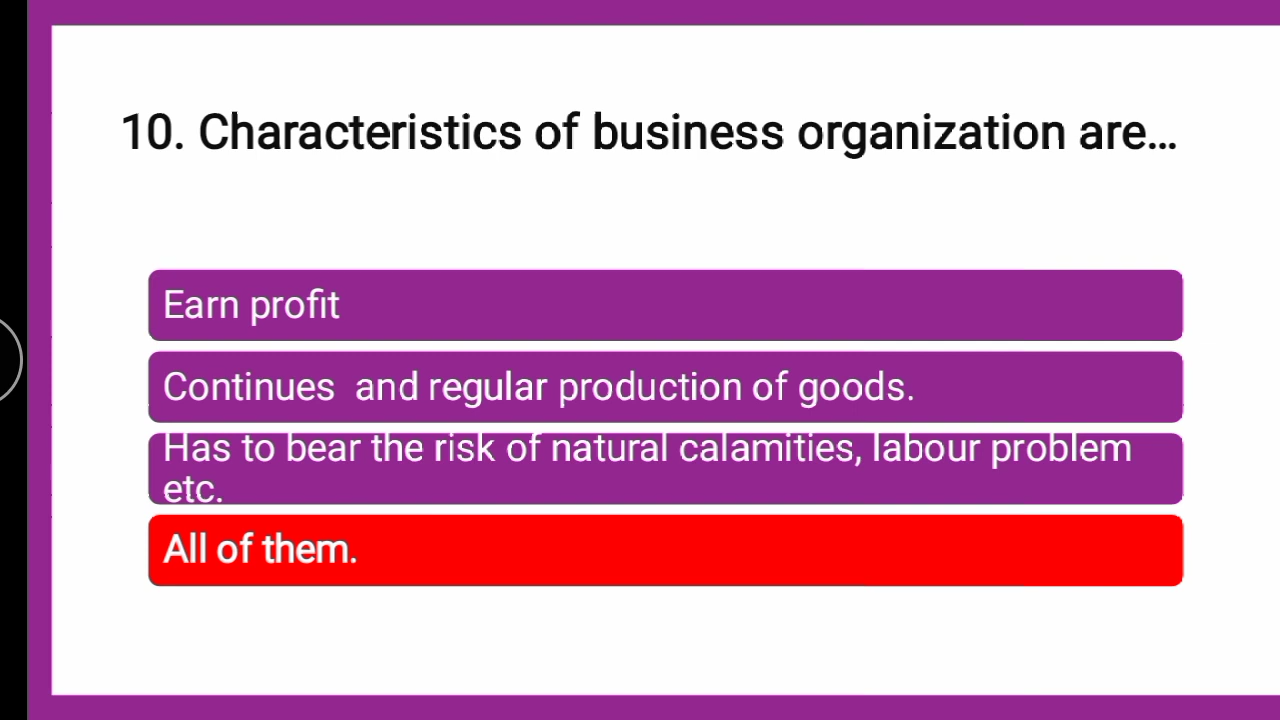 10. Characteristics of business organization are...
Earn profit
Continues and regular production of goods.
Has to bear the risk of natural calamities, labour problem
etc.
All of them.